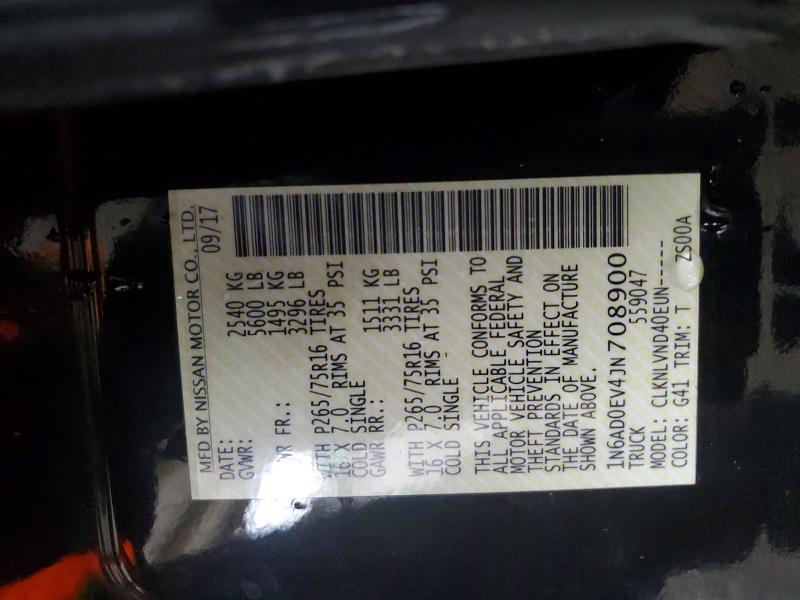 MFD BY NISSAN MOTOR CO., LTD.
DATE: 09/17
GVWR: 2540 KG
5600 LB
GAWR FR.: 1495 KG
3296 LB
WITH P265/75R16 TIRES
16 X 7.0 RIMS AT 35 PSI
COLD SINGLE
GAWR RR.: 1511 KG
3331 LB
WITH P265/75R16 TIRES
16 X 7.0 RIMS AT 35 PSI
COLD SINGLE
THIS VEHICLE CONFORMS TO
ALL APPLICABLE FEDERAL
MOTOR VEHICLE SAFETY AND
THEFT PREVENTION
STANDARDS IN EFFECT ON
THE DATE OF MANUFACTURE
SHOWN ABOVE.
1N6AD0EV4JN708900
TRUCK 559047
MODEL: CLKNLVND40EUN-----
COLOR: G41 TRIM: T ZS00A